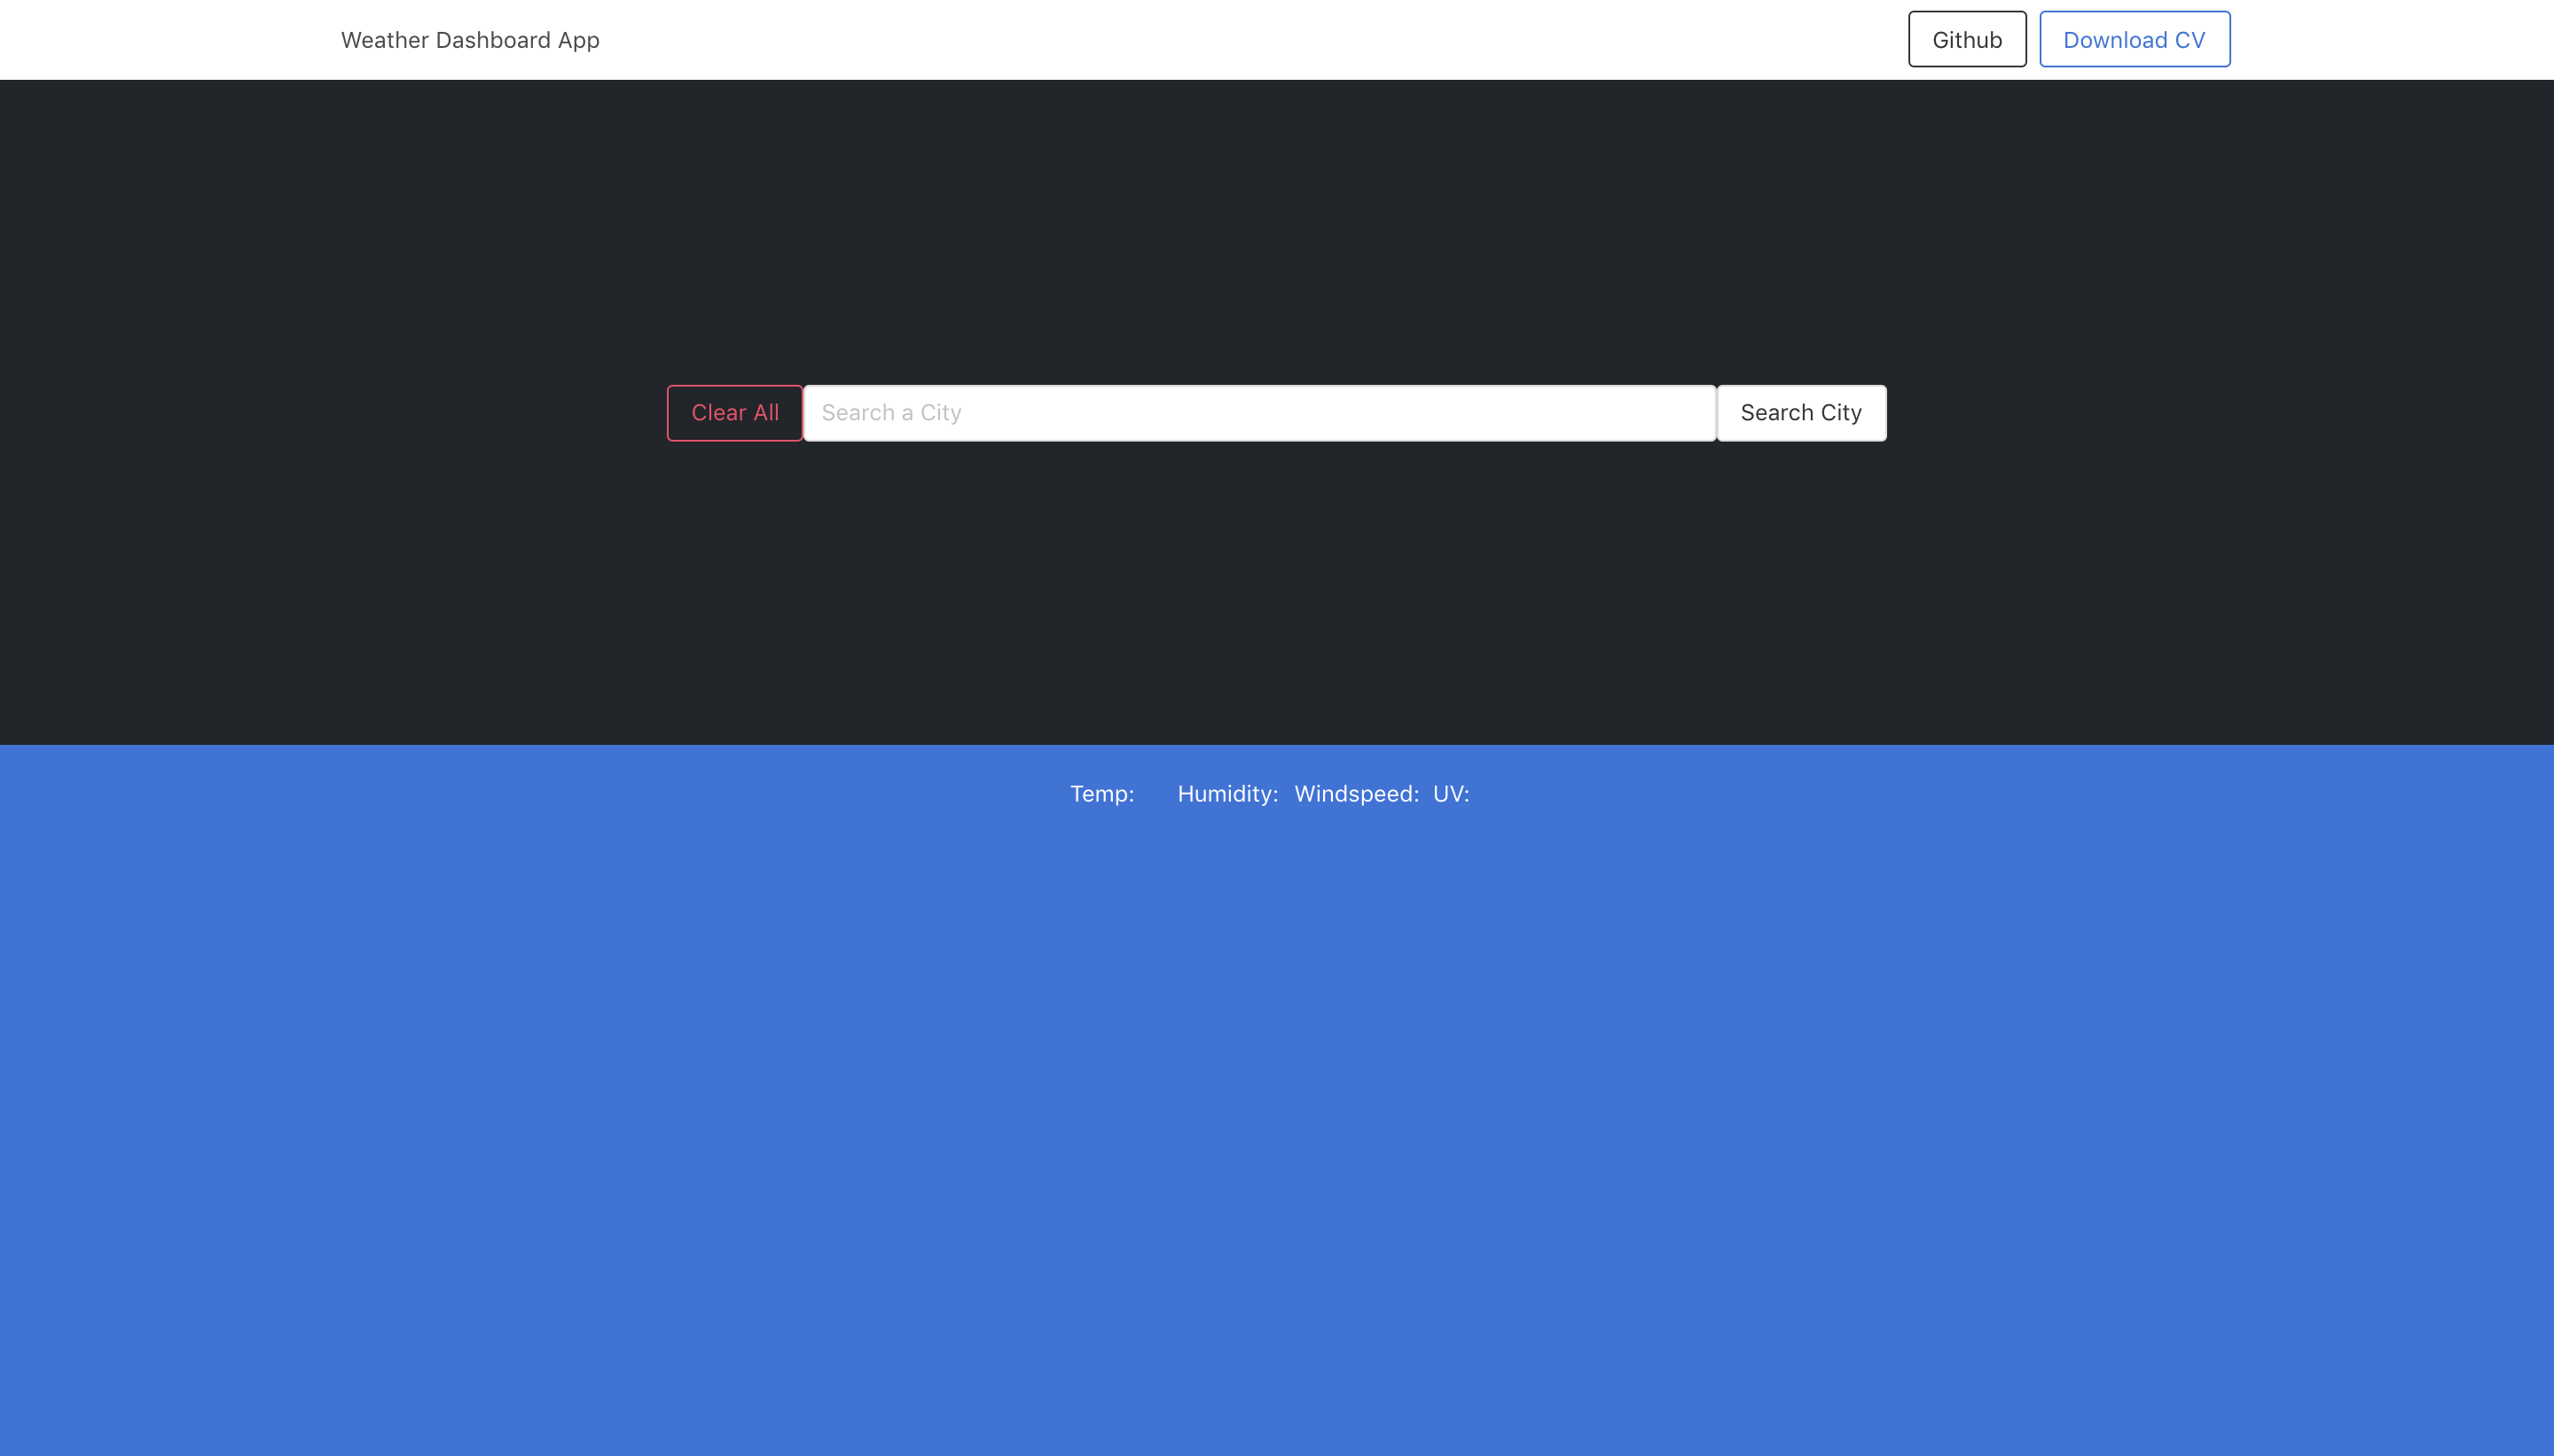 Weather Dashboard App Github Download CV
Clear All Search a City Search City
Temp: Humidity: Windspeed: UV: